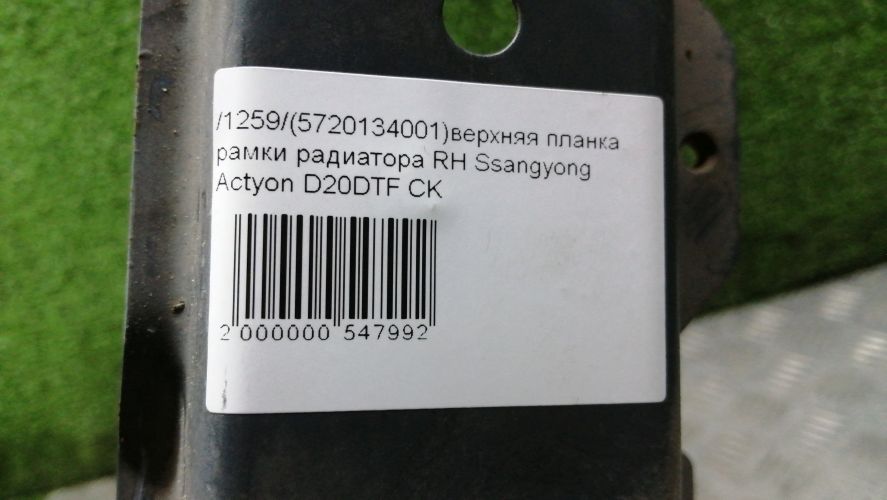 /1259/(5720134001)верхняя планка
рамки радиатора RH Ssangyong
Actyon D20DTF CK
2 000000 547992